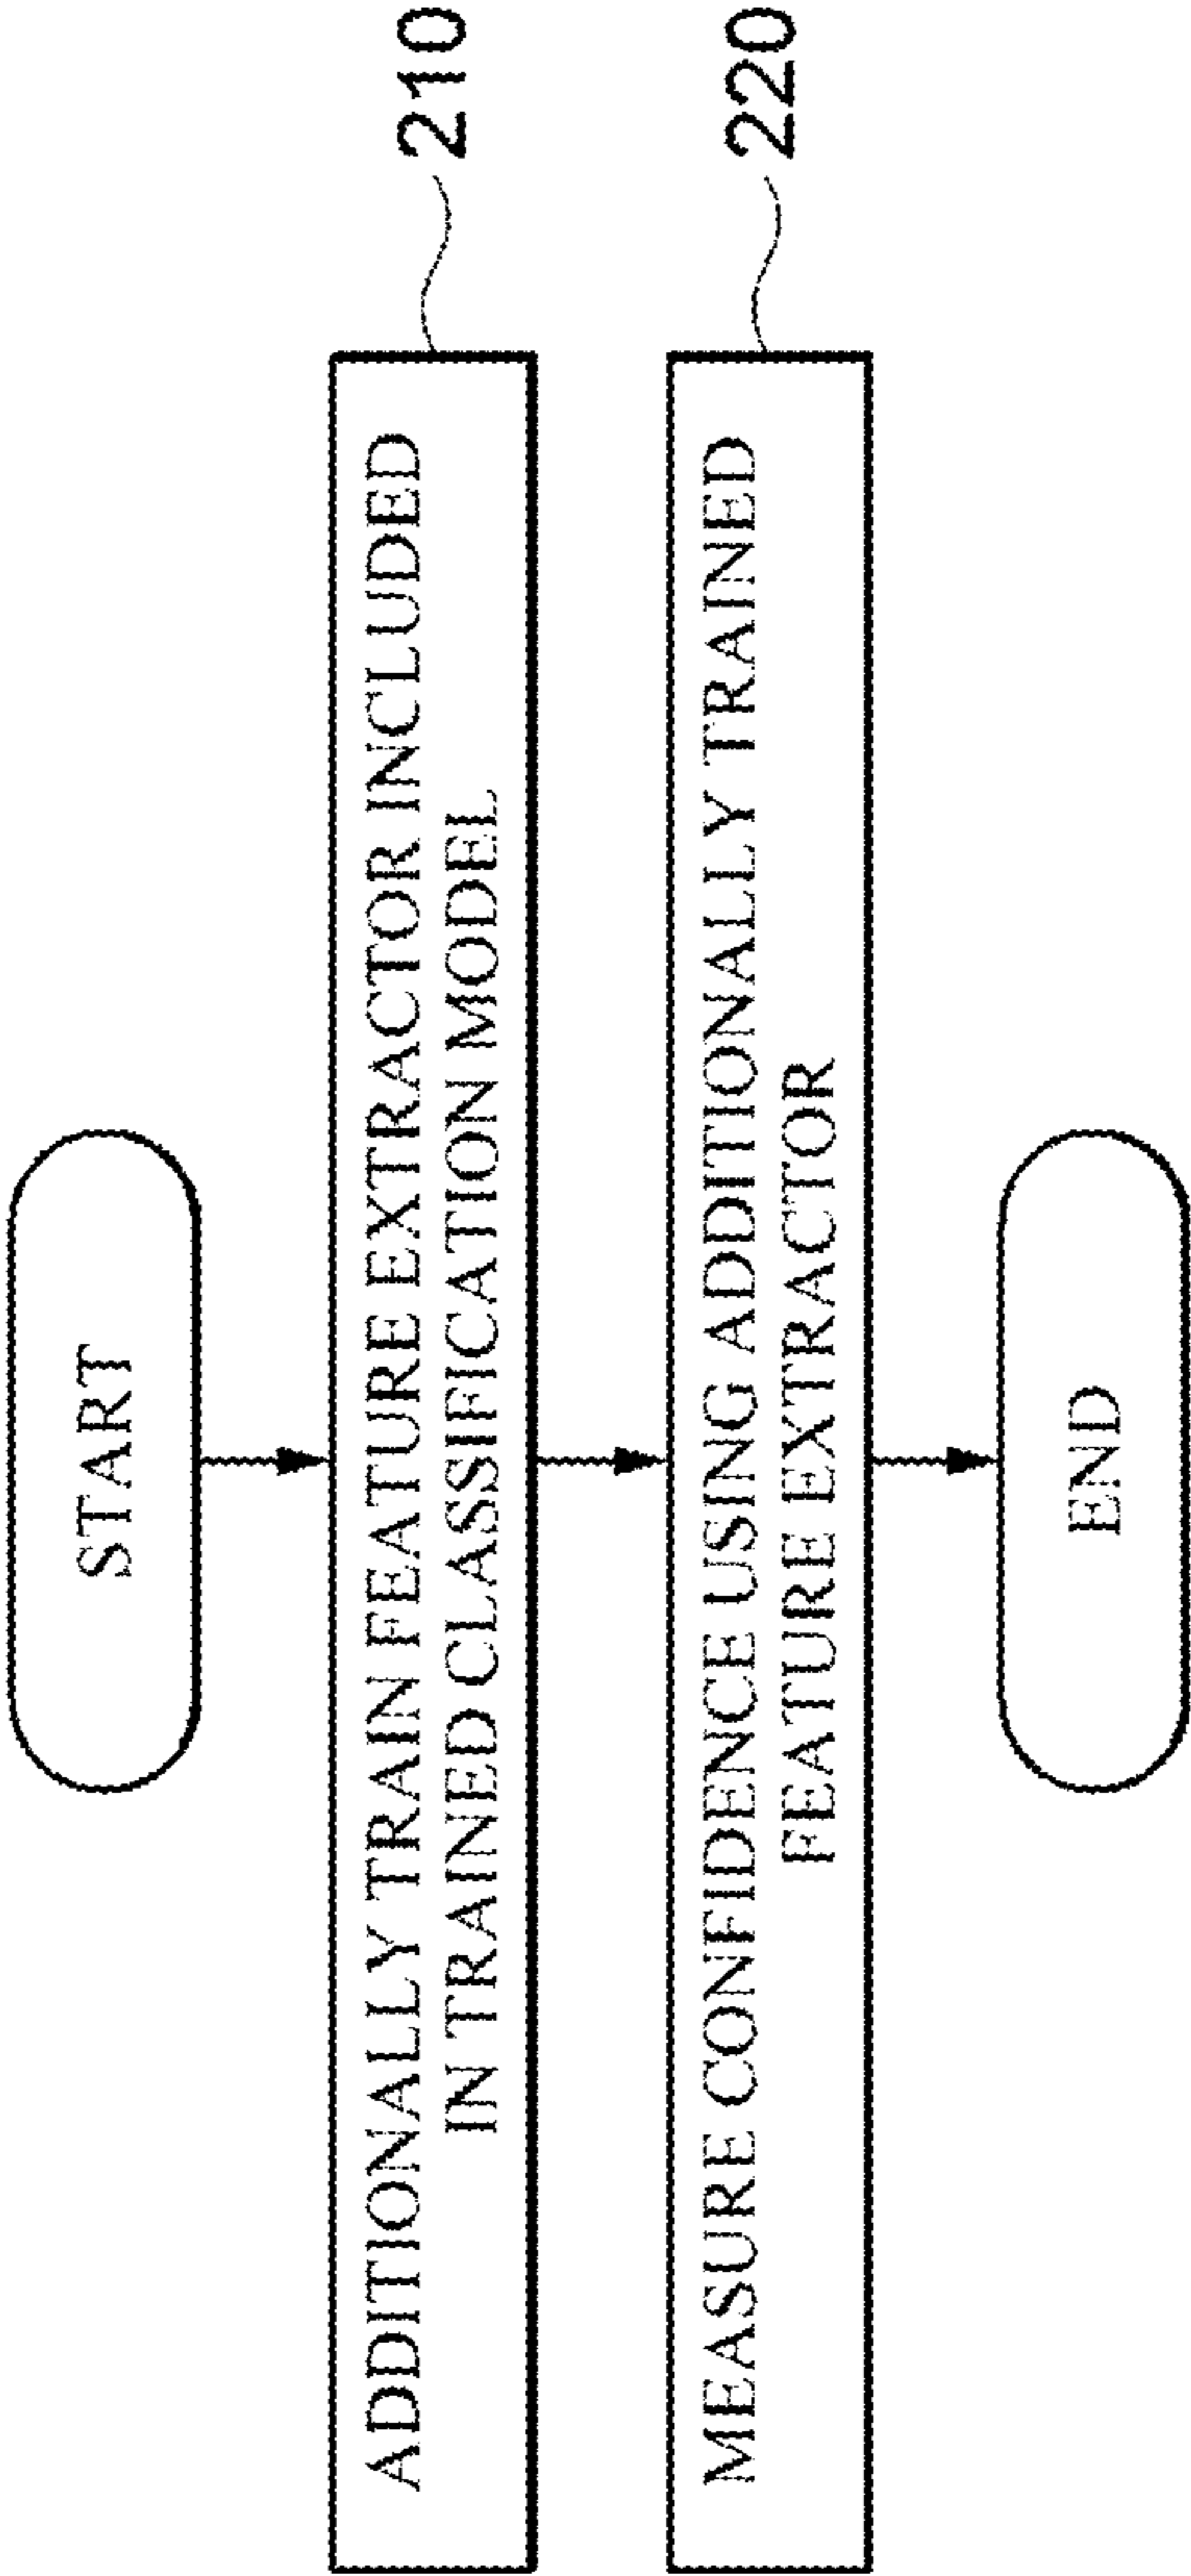 START
ADDITIONALLY TRAIN FEATURE EXTRACTOR INCLUDED
IN TRAINED CLASSIFICATION MODEL
210
MEASURE CONFIDENCE USING ADDITIONALLY TRAINED
FEATURE EXTRACTOR
220
END